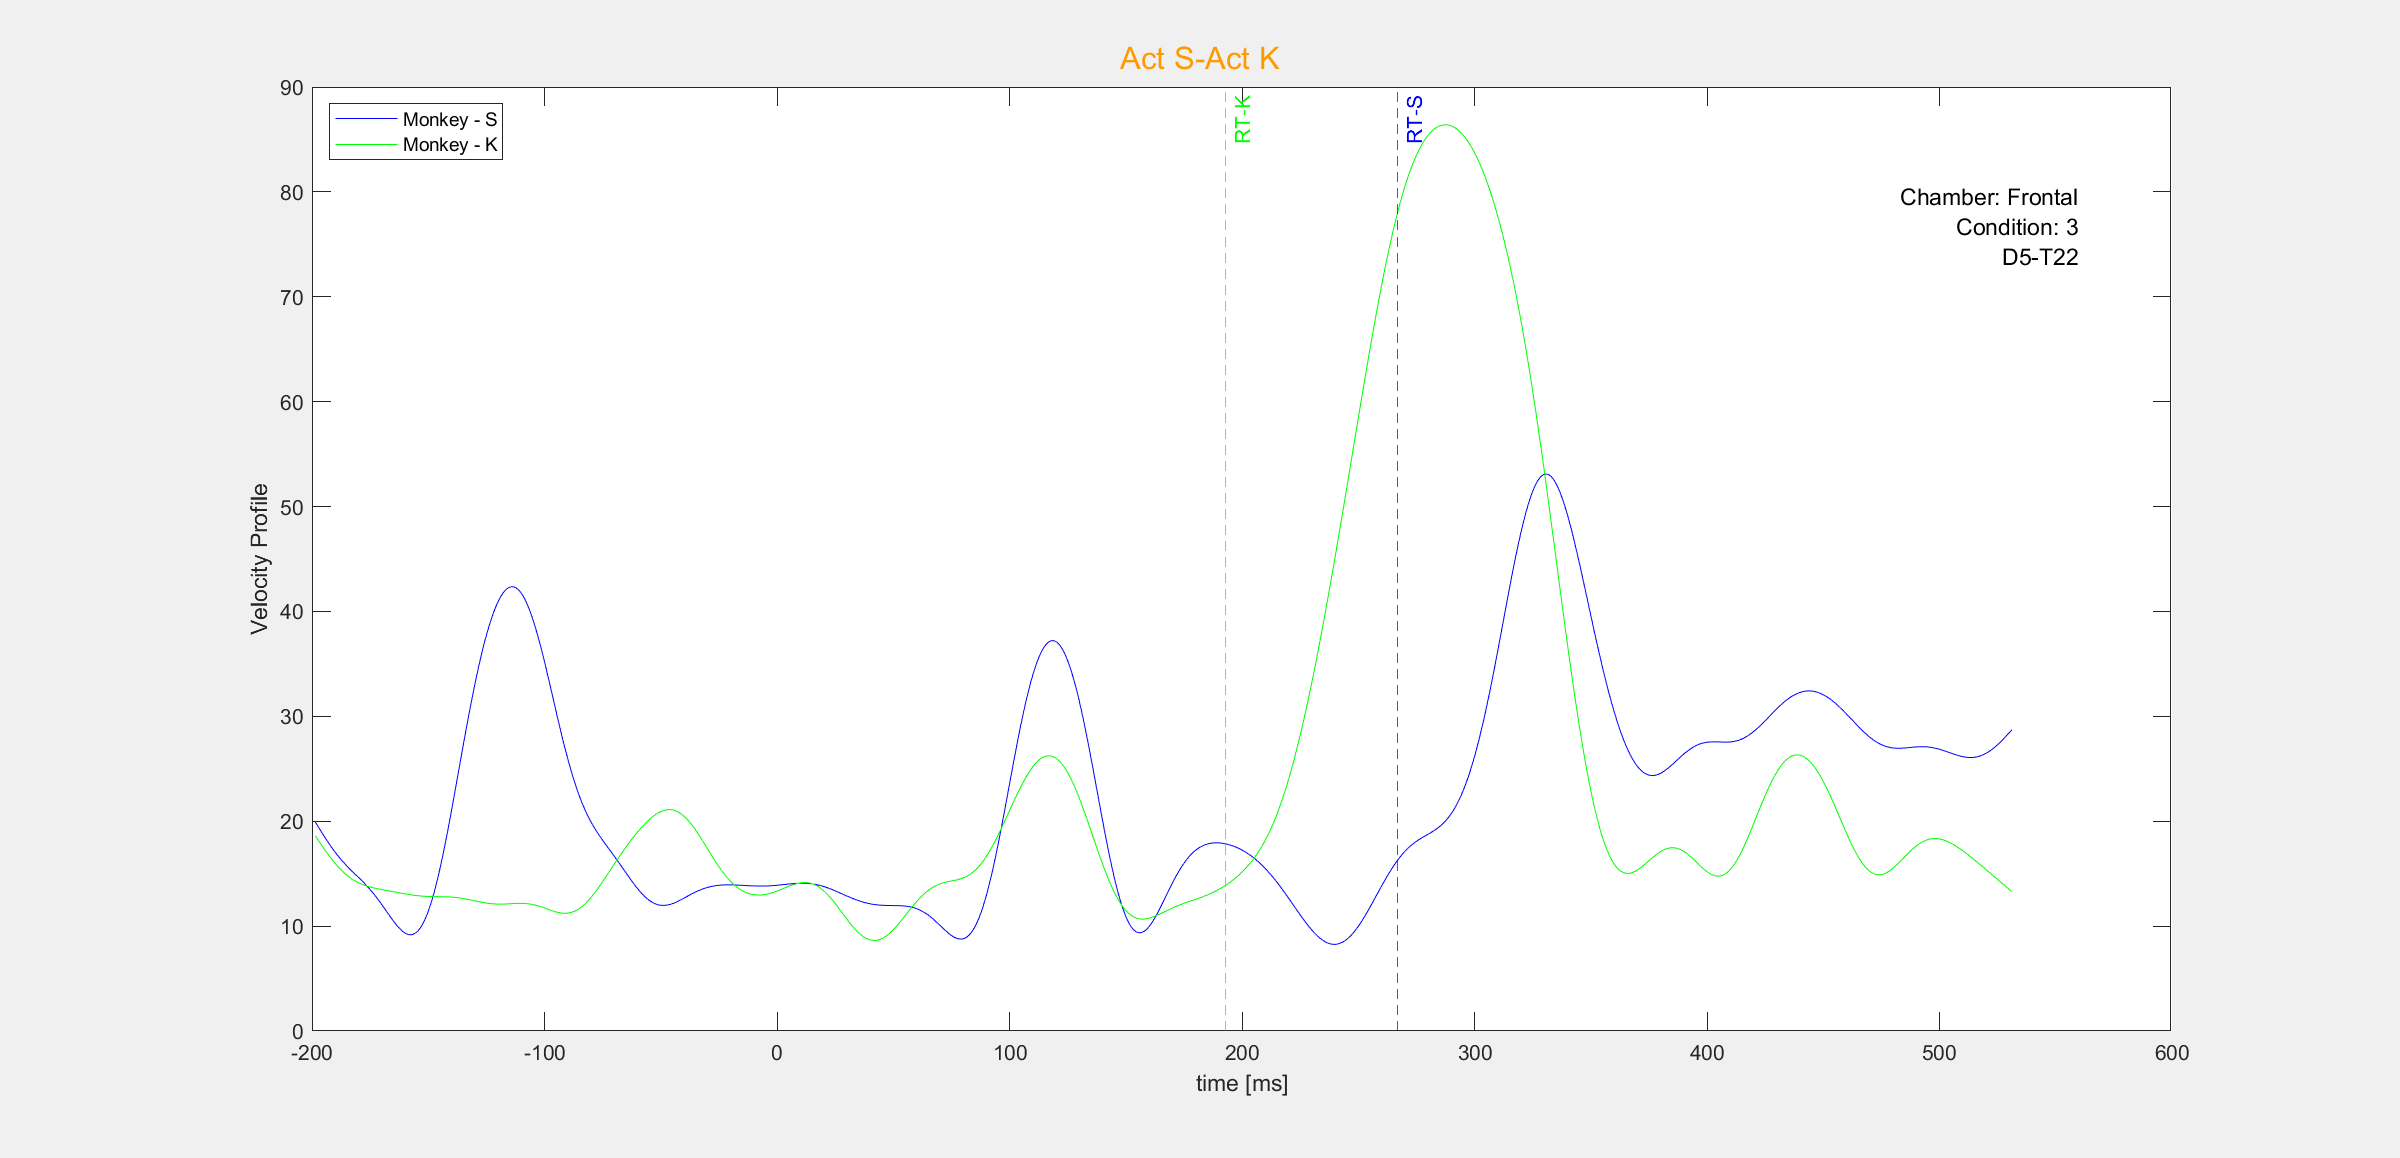 Act S-Act K
Monkey - S
Monkey - K
RT-K
RT-S
Chamber: Frontal
Condition: 3
D5-T22
Velocity Profile
90
80
70
60
50
40
30
20
10
0
-200 -100 0 100 200 300 400 500 600
time [ms]